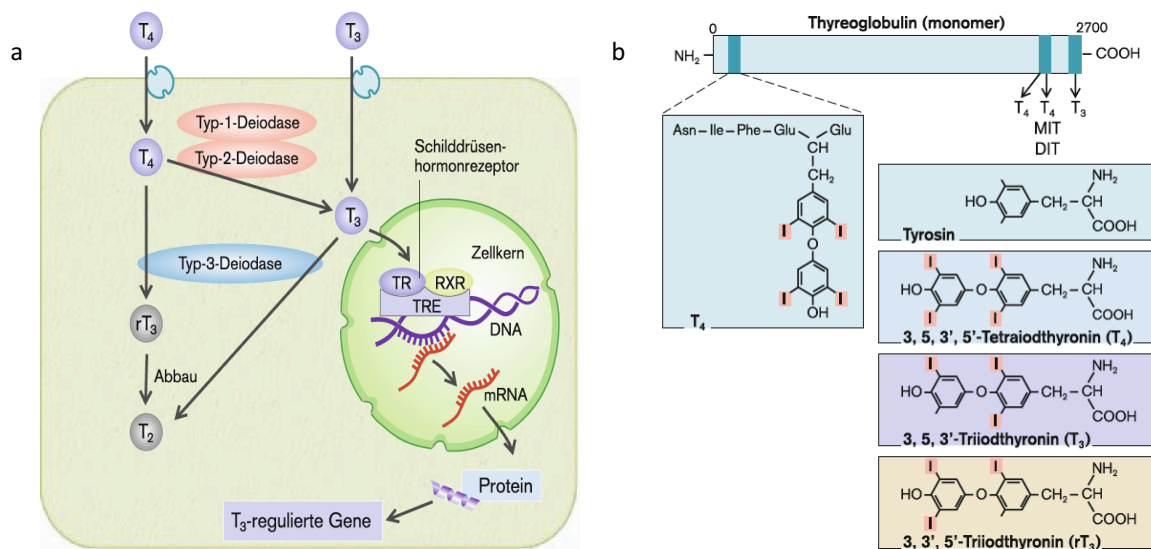 a
T4
T3
Typ-1-Deiodase
Typ-2-Deiodase
T4
Schilddrüsen-
hormonrezeptor
T3
Zellkern
Typ-3-Deiodase
TR
RXR
TRE
DNA
rT3
Abbau
mRNA
T2
Protein
T3-regulierte Gene
b
Thyreoglobulin (monomer)
0
2700
NH2
COOH
T4
T4
T3
MIT
DIT
Asn – Ile – Phe – Glu
Glu
CH2
I
I
O
I
I
OH
T4
NH2
HO
CH2
CH
COOH
Tyrosin
I
I
NH2
HO
O
CH2
CH
I
I
COOH
3, 5, 3’, 5’-Tetraiodthyronin (T4)
I
I
NH2
HO
O
CH2
CH
I
COOH
3, 5, 3’-Triiodthyronin (T3)
I
I
NH2
HO
O
CH2
CH
I
COOH
3, 3’, 5’-Triiodthyronin (rT3)